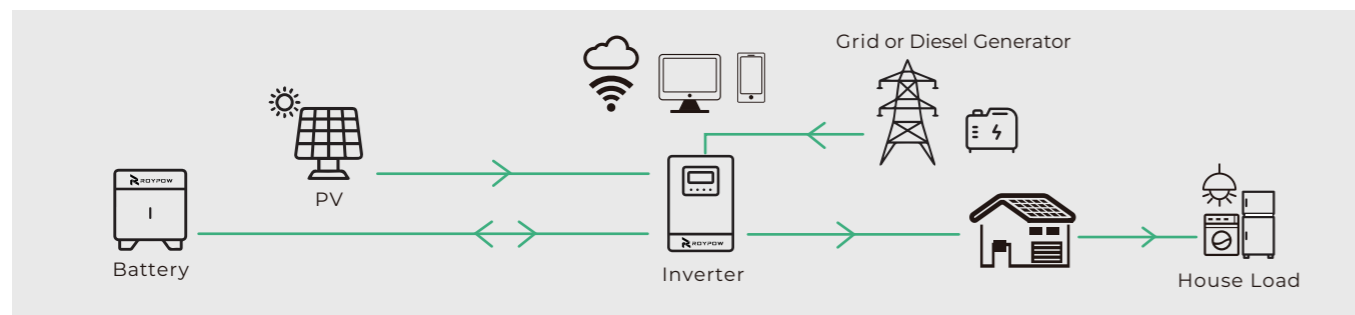 Grid or Diesel Generator
PV
ROYPOW
Battery
ROYPOW
Inverter
House Load